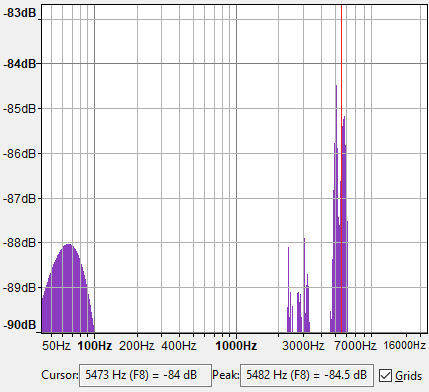 -83dB
-84dB
-85dB
-86dB
-87dB
-88dB
-89dB
-90dB
50Hz 100Hz 200Hz 400Hz 1000Hz 3000Hz 7000Hz 16000Hz
Cursor: 5473 Hz (F8) = -84 dB Peak: 5482 Hz (F8) = -84.5 dB Grids